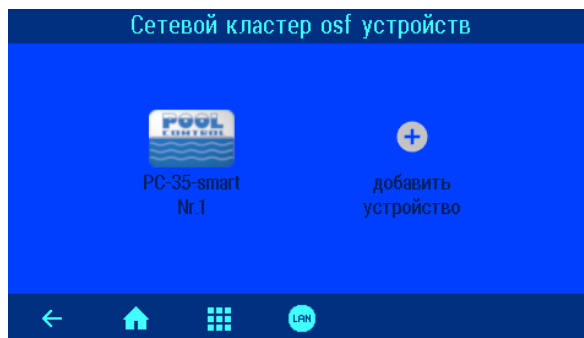 Сетевой кластер osf устройств
POOL
CONTROL
PC-35-smart
Nr.1
добавить
устройство
LAN